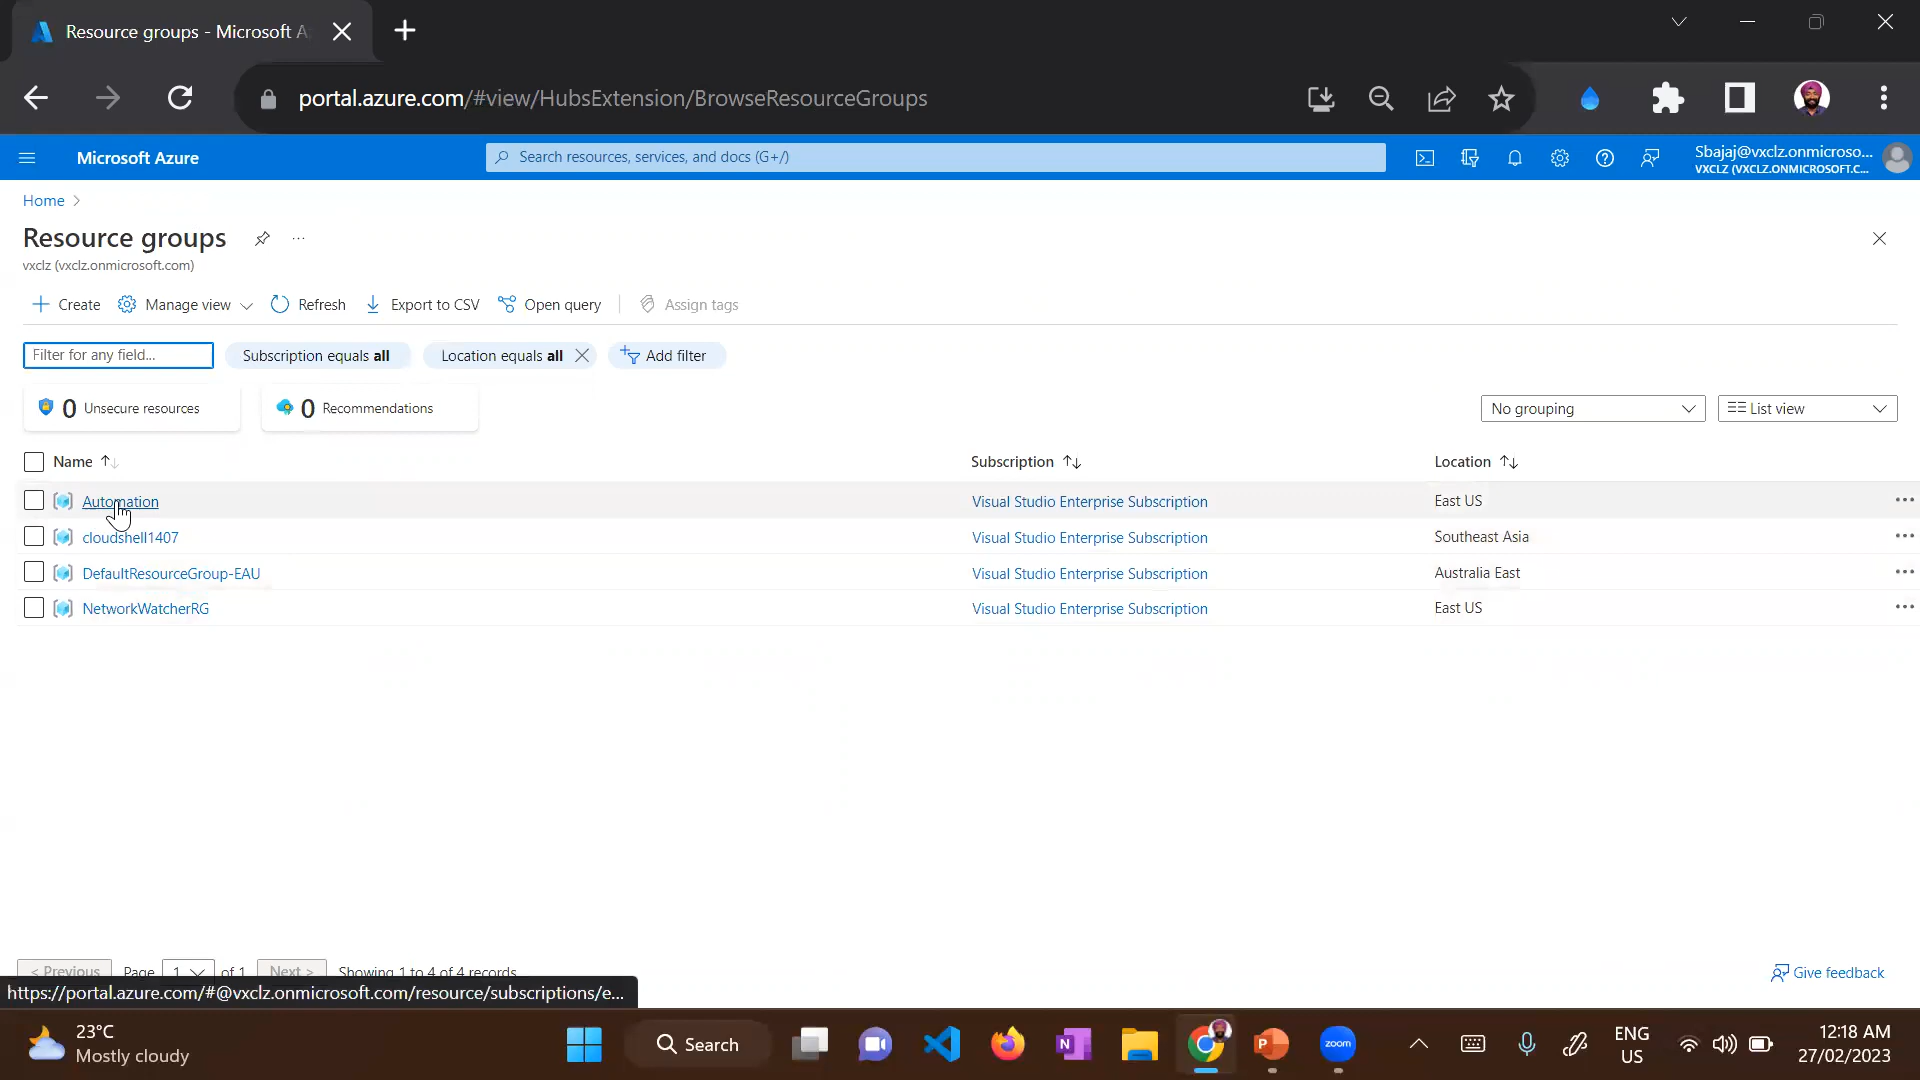 Resource groups - Microsoft A
portal.azure.com/#view/HubsExtension/BrowseResourceGroups
Microsoft Azure
Search resources, services, and docs (G+/)
Sbajaj@vxclz.onmicroso...
VXCLZ (VXCLZ.ONMICROSOFT.C...
Home
Resource groups
...
vxclz (vxclz.onmicrosoft.com)
Create
Manage view
Refresh
Export to CSV
Open query
Assign tags
Filter for any field...
Subscription equals all
Location equals all
Add filter
0 Unsecure resources
0 Recommendations
No grouping
List view
Name
Subscription
Location
Automation
Visual Studio Enterprise Subscription
East US
cloudshell1407
Visual Studio Enterprise Subscription
Southeast Asia
DefaultResourceGroup-EAU
Visual Studio Enterprise Subscription
Australia East
NetworkWatcherRG
Visual Studio Enterprise Subscription
East US
< Previous
Page 1 of 1
Next >
Showing 1 to 4 of 4 records.
Give feedback
https://portal.azure.com/#@vxclz.onmicrosoft.com/resource/subscriptions/e...
23°C
Mostly cloudy
Search
N
P
zoom
ENG
US
12:18 AM
27/02/2023